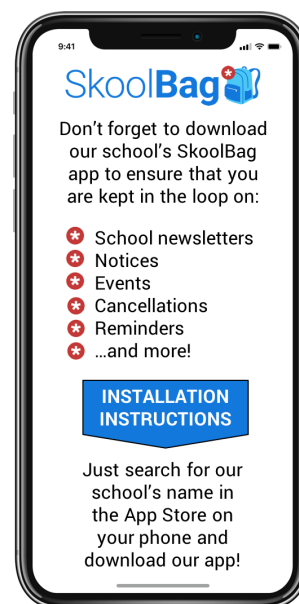 9:41
SkoolBag
Don’t forget to download
our school’s SkoolBag
app to ensure that you
are kept in the loop on:
School newsletters
Notices
Events
Cancellations
Reminders
...and more!
INSTALLATION
INSTRUCTIONS
Just search for our
school’s name in
the App Store on
your phone and
download our app!